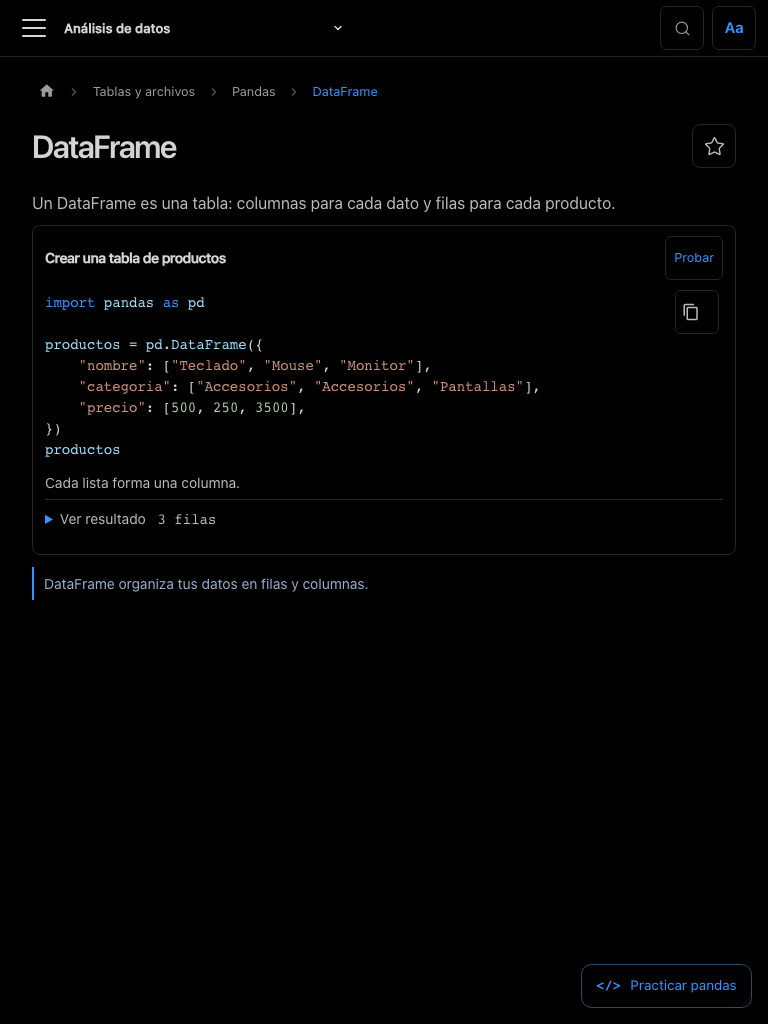 Análisis de datos
Aa
Tablas y archivos
Pandas
DataFrame
DataFrame
Un DataFrame es una tabla: columnas para cada dato y filas para cada producto.
Crear una tabla de productos
Probar
import pandas as pd
productos = pd.DataFrame({
    "nombre": ["Teclado", "Mouse", "Monitor"],
    "categoria": ["Accesorios", "Accesorios", "Pantallas"],
    "precio": [500, 250, 3500],
})
productos
Cada lista forma una columna.
Ver resultado 3 filas
DataFrame organiza tus datos en filas y columnas.
</> Practicar pandas